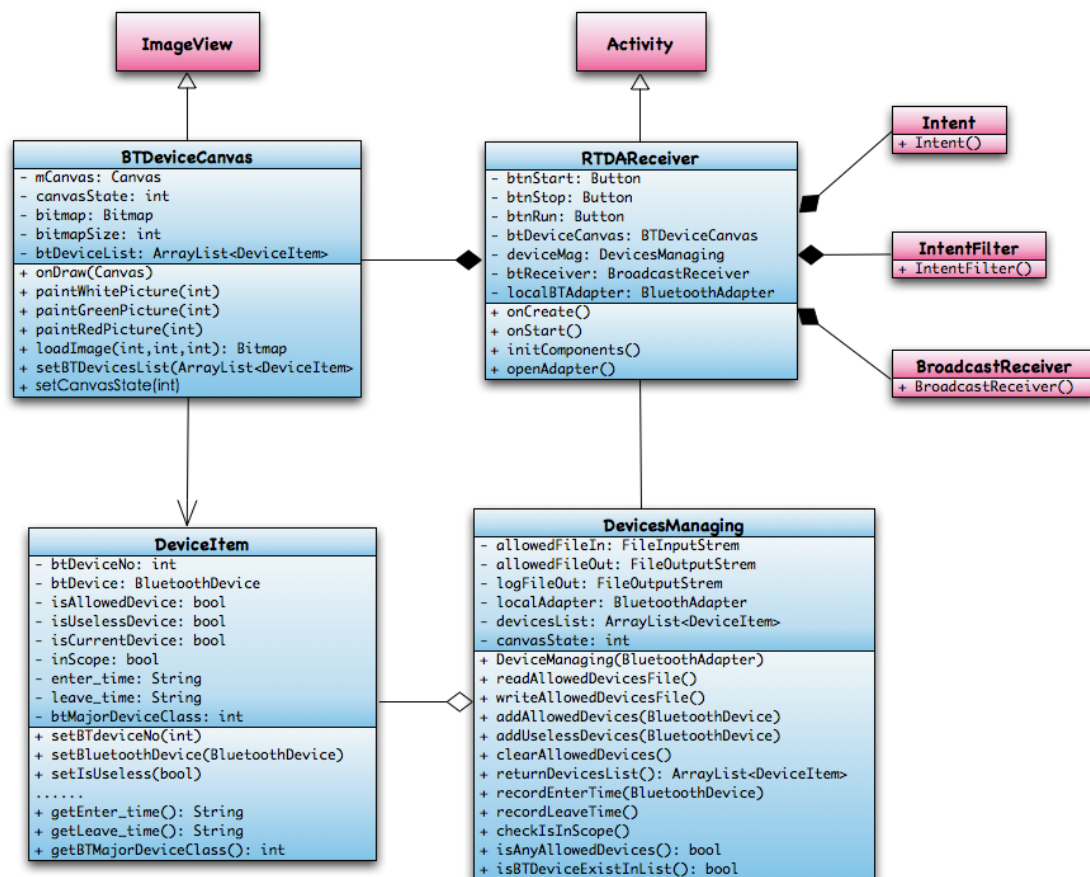 ImageView
Activity
BTDeviceCanvas
- mCanvas: Canvas
- canvasState: int
- bitmap: Bitmap
- bitmapSize: int
- btDeviceList: ArrayList<DeviceItem>
+ onDraw(Canvas)
+ paintWhitePicture(int)
+ paintGreenPicture(int)
+ paintRedPicture(int)
+ loadImage(int,int,int): Bitmap
+ setBTDevicesList(ArrayList<DeviceItem>
+ setCanvasState(int)
RTDAReceiver
- btnStart: Button
- btnStop: Button
- btnRun: Button
- btDeviceCanvas: BTDeviceCanvas
- deviceMag: DevicesManaging
- btReceiver: BroadcastReceiver
- localBTAdapter: BluetoothAdapter
+ onCreate()
+ onStart()
+ initComponents()
+ openAdapter()
Intent
+ Intent()
IntentFilter
+ IntentFilter()
BroadcastReceiver
+ BroadcastReceiver()
DeviceItem
- btDeviceNo: int
- btDevice: BluetoothDevice
- isAllowedDevice: bool
- isUselessDevice: bool
- isCurrentDevice: bool
- inScope: bool
- enter_time: String
- leave_time: String
- btMajorDeviceClass: int
+ setBTdeviceNo(int)
+ setBluetoothDevice(BluetoothDevice)
+ setIsUseless(bool)
......
+ getEnter_time(): String
+ getLeave_time(): String
+ getBTMajorDeviceClass(): int
DevicesManaging
- allowedFileIn: FileInputStrem
- allowedFileOut: FileOutputStrem
- logFileOut: FileOutputStrem
- localAdapter: BluetoothAdapter
- devicesList: ArrayList<DeviceItem>
- canvasState: int
+ DeviceManaging(BluetoothAdapter)
+ readAllowedDevicesFile()
+ writeAllowedDevicesFile()
+ addAllowedDevices(BluetoothDevice)
+ addUselessDevices(BluetoothDevice)
+ clearAllowedDevices()
+ returnDevicesList(): ArrayList<DeviceItem>
+ recordEnterTime(BluetoothDevice)
+ recordLeaveTime()
+ checkIsInScope()
+ isAnyAllowedDevices(): bool
+ isBTDeviceExistInList(): bool